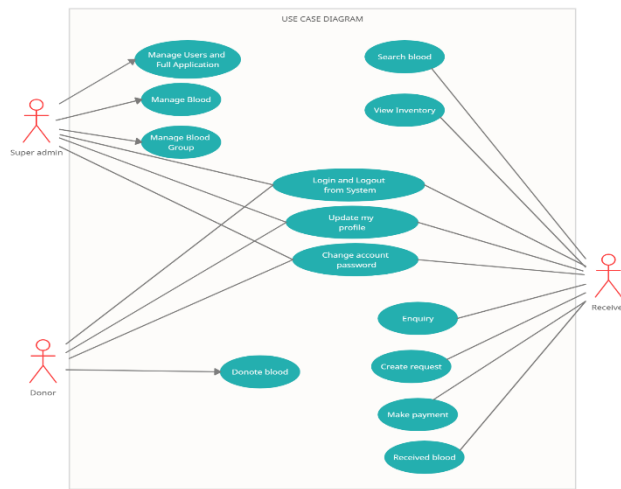 USE CASE DIAGRAM
Manage Users and
Full Application
Search blood
Manage Blood
View Inventory
Super admin
Manage Blood
Group
Login and Logout
from System
Update my
profile
Change account
password
Receive
Enquiry
Donor
Donote blood
Create request
Make payment
Received blood